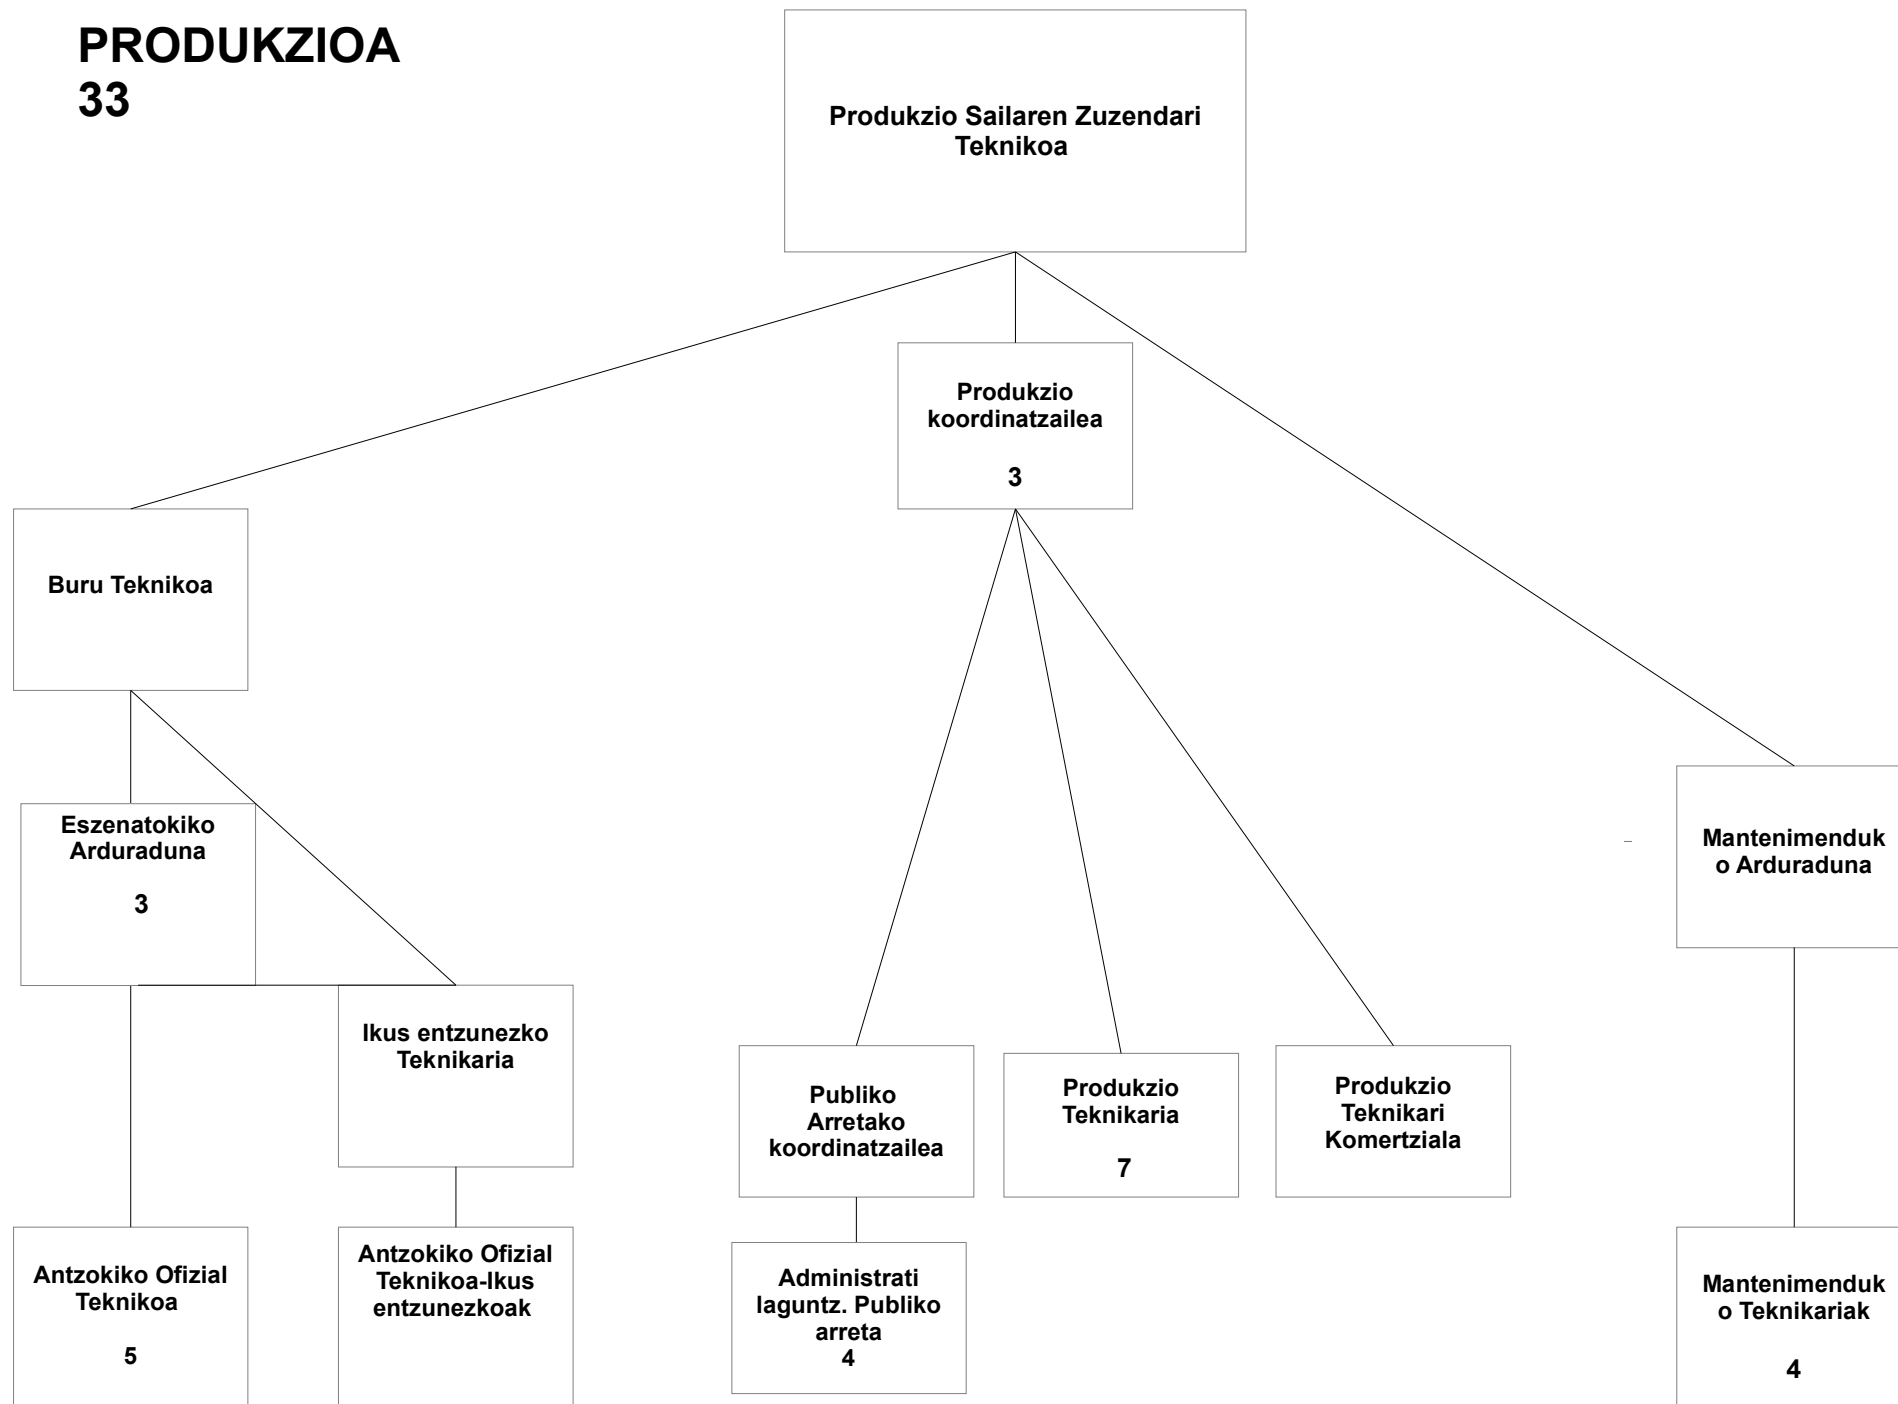 PRODUKZIOA
33
Produkzio Sailaren Zuzendari
Teknikoa
Produkzio
koordinatzailea
3
Buru Teknikoa
Eszenatokiko
Arduraduna
3
Mantenimenduk
o Arduraduna
Ikus entzunezko
Teknikaria
Publiko
Arretako
koordinatzailea
Produkzio
Teknikaria
7
Produkzio
Teknikari
Komertziala
Antzokiko Ofizial
Teknikoa
5
Antzokiko Ofizial
Teknikoa-Ikus
entzunezkoak
Administrati
laguntz. Publiko
arreta
4
Mantenimenduk
o Teknikariak
4